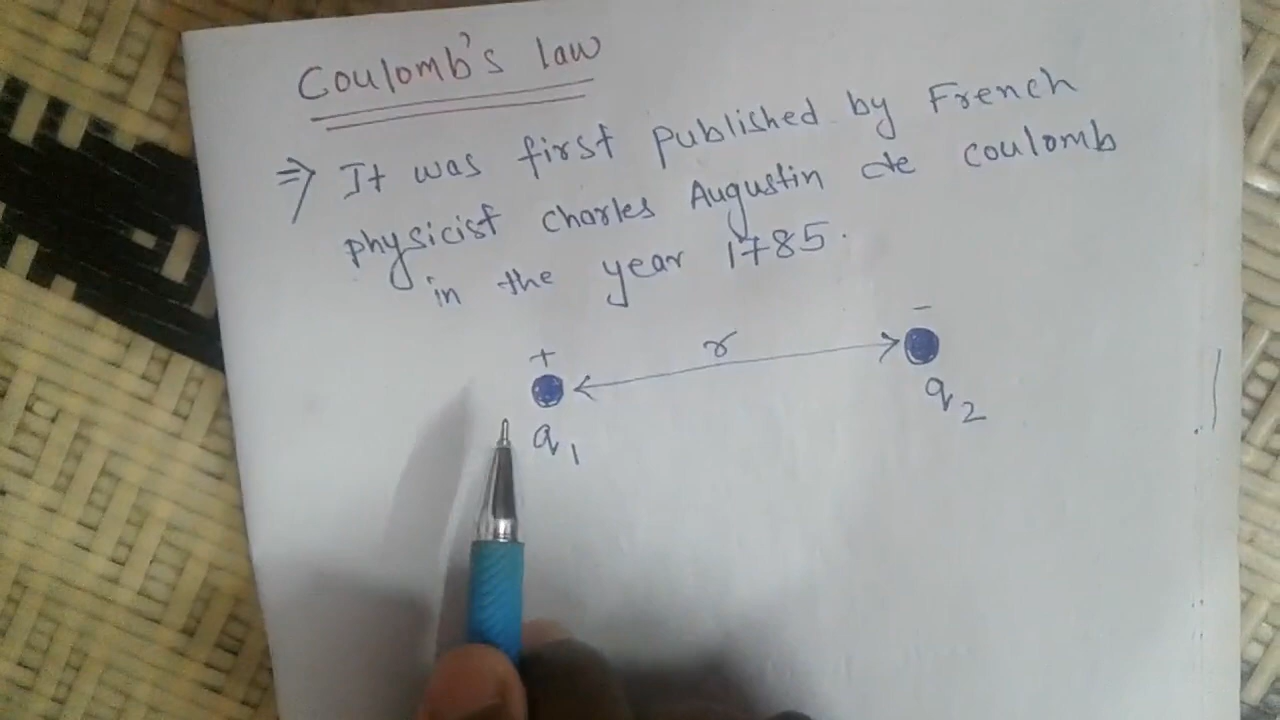 Coulomb's law
⇒ It was first published by French
physicist charles Augustin de coulomb
in the year 1785.
+ r -
q1 q2